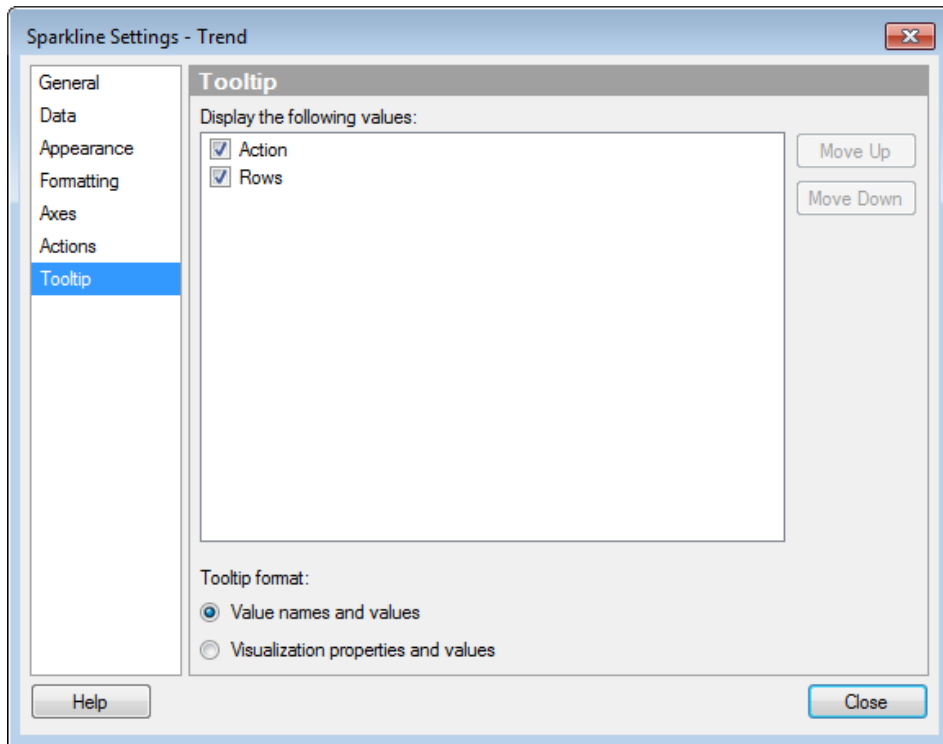 Sparkline Settings - Trend
General
Data
Appearance
Formatting
Axes
Actions
Tooltip
Tooltip
Display the following values:
Action
Rows
Move Up
Move Down
Tooltip format:
Value names and values
Visualization properties and values
Help
Close